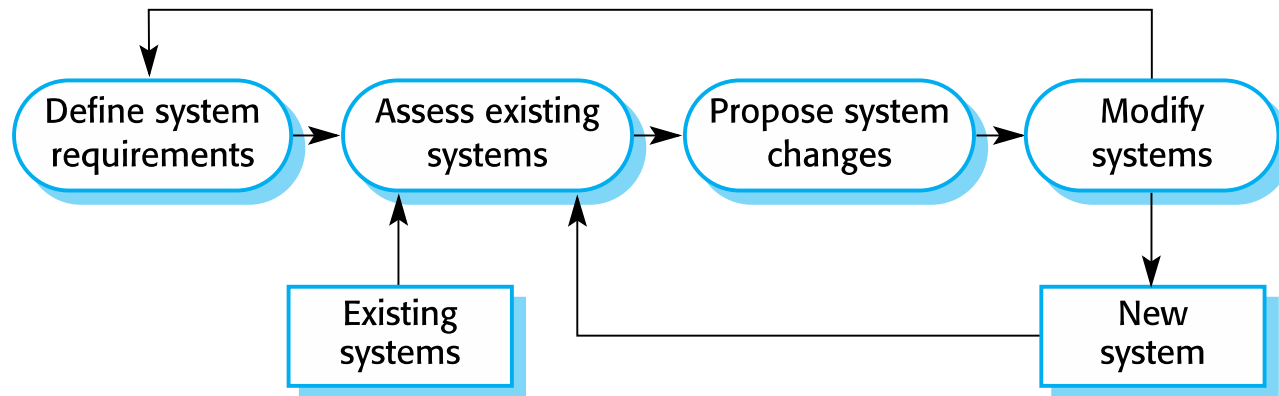 Define system
requirements
Assess existing
systems
Propose system
changes
Modify
systems
Existing
systems
New
system